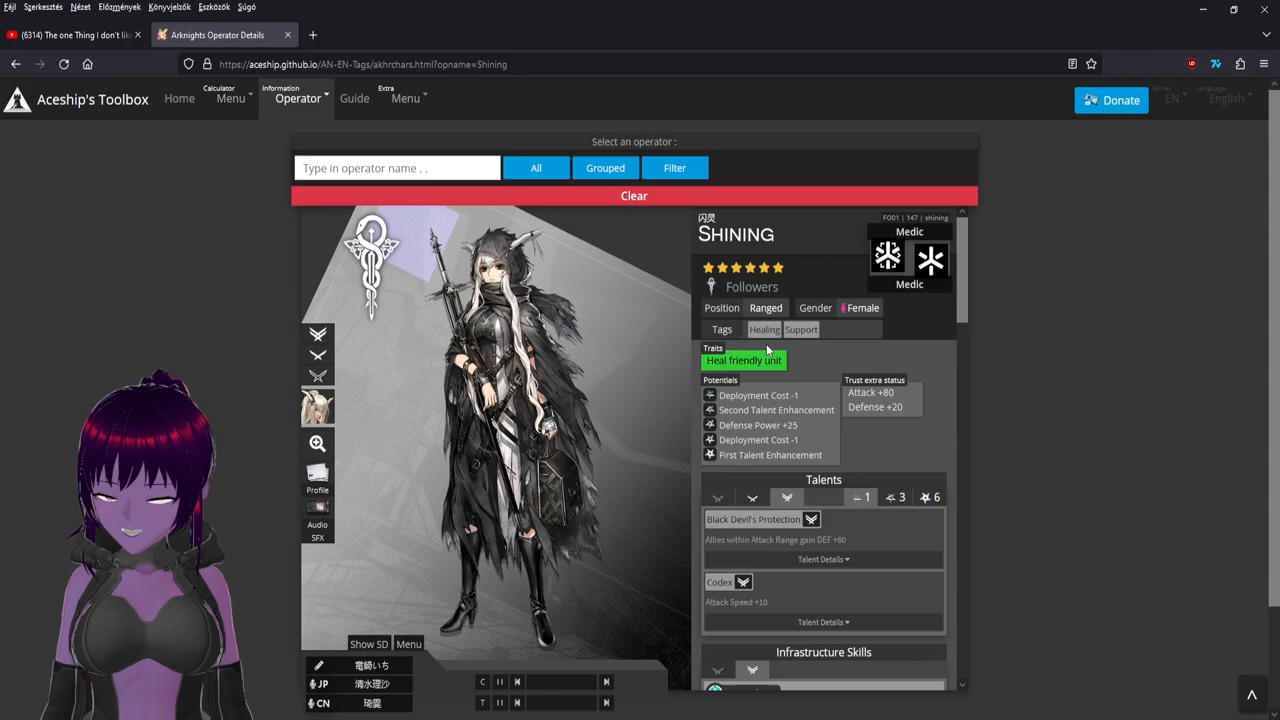 Fájl Szerkesztés Nézet Előzmények Könyvjelzők Eszközök Súgó
(6314) The one Thing I don't like
Arknights Operator Details
https://aceship.github.io/AN-EN-Tags/akhrchars.html?opname=Shining
Aceship's Toolbox
Home
Calculator
Menu
Information
Operator
Guide
Extra
Menu
Donate
Server
EN
Language
English
Select an operator :
Type in operator name . .
All
Grouped
Filter
Clear
闪灵
SHINING
FO01 | 147 | shining
Medic
Medic
Followers
Position Ranged Gender Female
Tags Healing Support
Traits
Heal friendly unit
Potentials
Deployment Cost -1
Second Talent Enhancement
Defense Power +25
Deployment Cost -1
First Talent Enhancement
Trust extra status
Attack +80
Defense +20
Talents
1 3 6
Black Devil's Protection
Allies within Attack Range gain DEF +60
Talent Details
Codex
Attack Speed +10
Talent Details
Infrastructure Skills
Profile
Audio
SFX
Show SD Menu
竜崎いち
JP 清水理沙
CN 琦雯
C
T